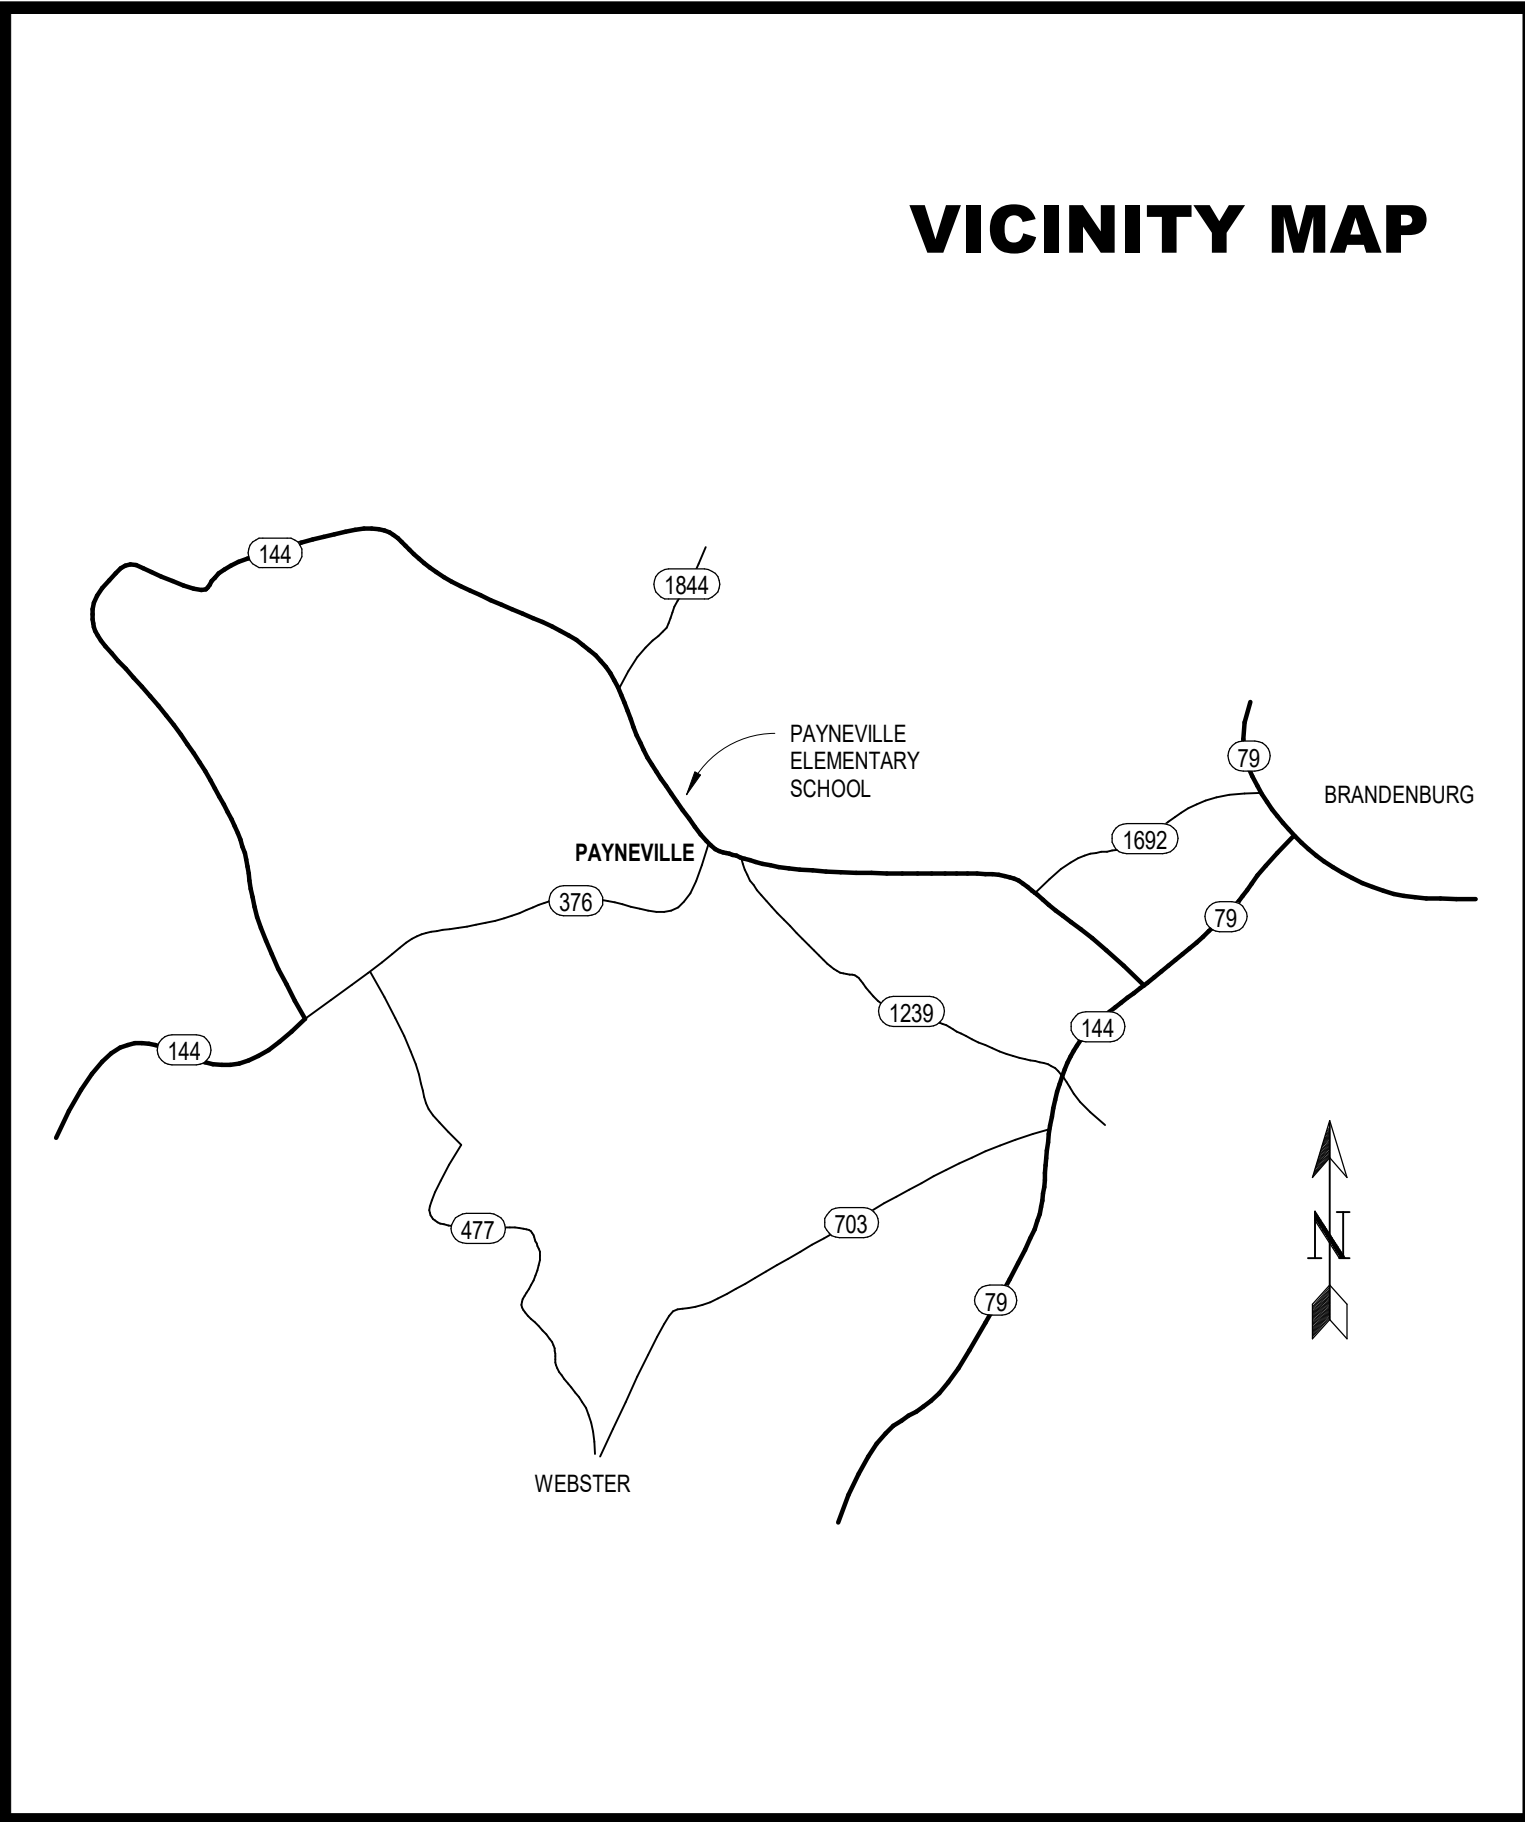 VICINITY MAP
144
1844
PAYNEVILLE
ELEMENTARY
SCHOOL
79
BRANDENBURG
1692
PAYNEVILLE
376
79
1239
144
144
477
703
N
79
WEBSTER